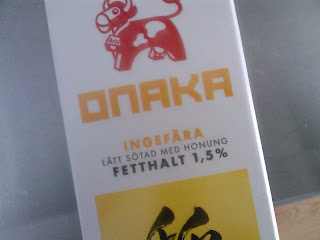 ONAKA
INGEFÄRA
LÄTT SÖTAD MED HONUNG
FETTHALT 1,5%